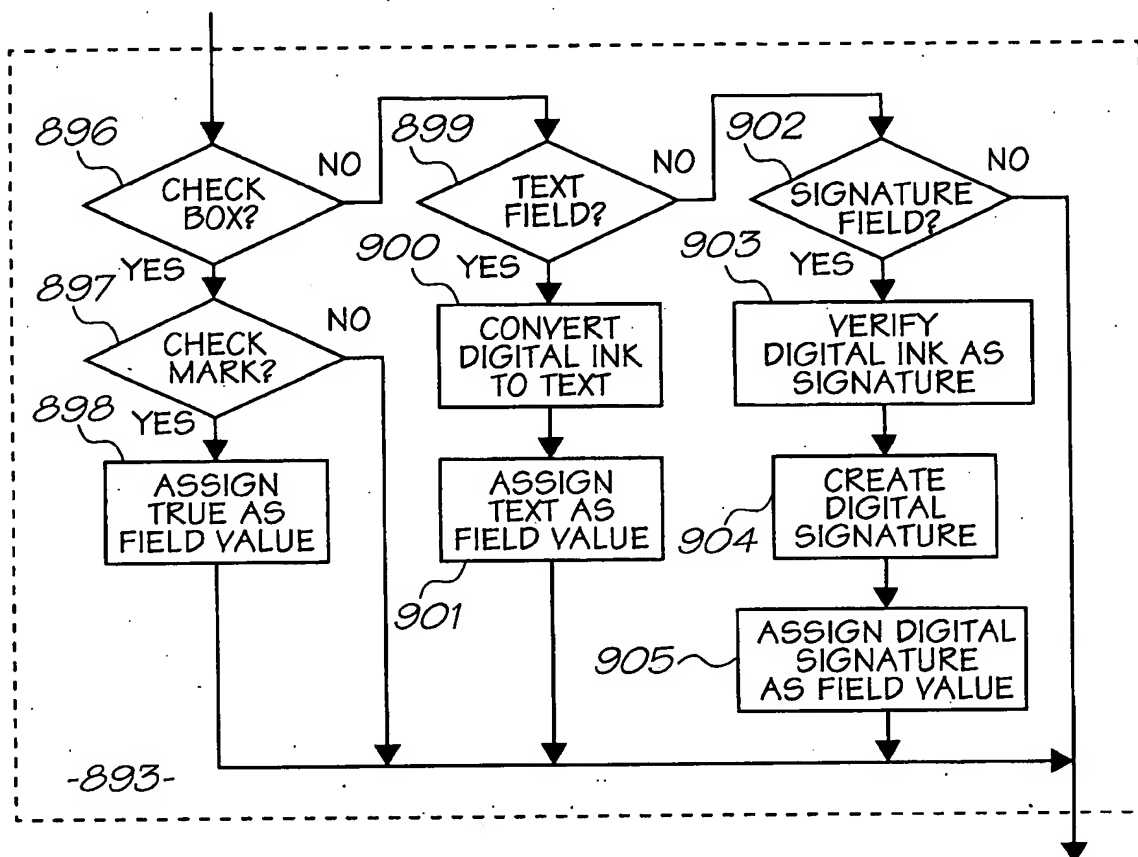 896
CHECK
BOX?
NO
YES
897
CHECK
MARK?
NO
YES
898
ASSIGN
TRUE AS
FIELD VALUE
899
TEXT
FIELD?
NO
YES
900
CONVERT
DIGITAL INK
TO TEXT
ASSIGN
TEXT AS
FIELD VALUE
901
902
SIGNATURE
FIELD?
NO
YES
903
VERIFY
DIGITAL INK AS
SIGNATURE
CREATE
DIGITAL
SIGNATURE
904
ASSIGN DIGITAL
SIGNATURE
AS FIELD VALUE
905
-893-